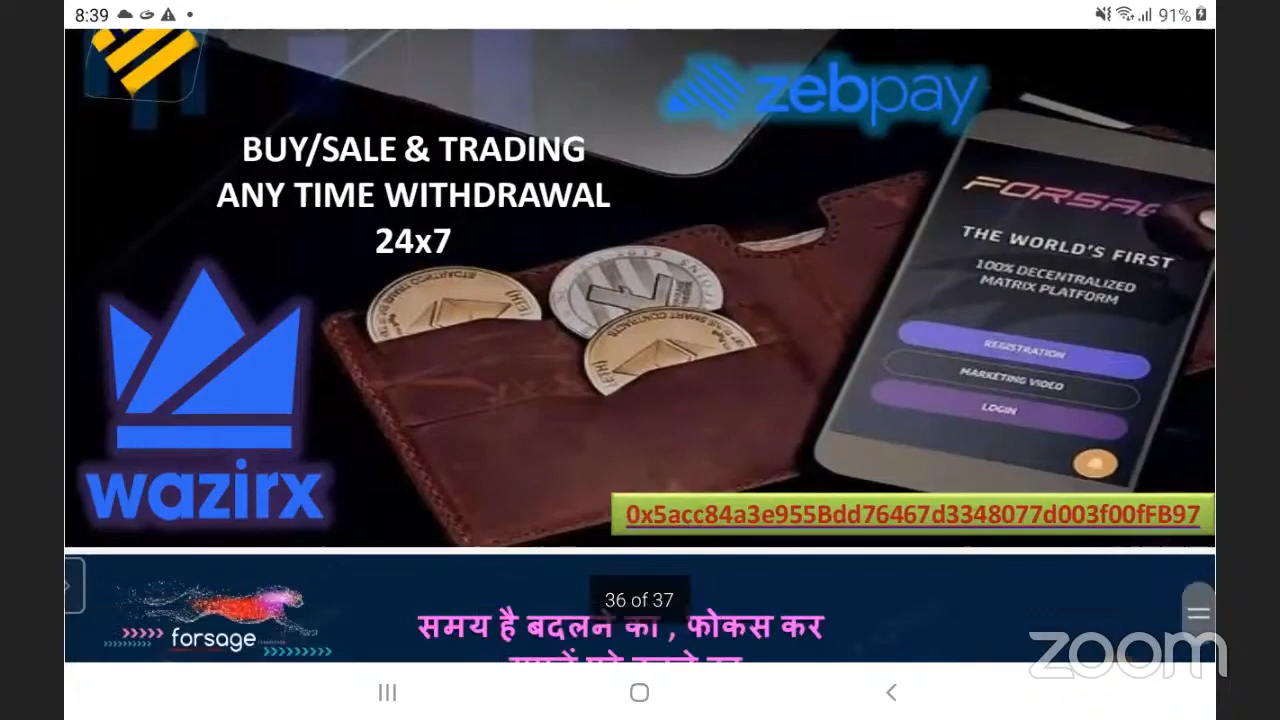 8:39
91%
zebpay
BUY/SALE & TRADING
ANY TIME WITHDRAWAL
24x7
FORSAG
THE WORLD'S FIRST
100% DECENTRALIZED
MATRIX PLATFORM
REGISTRATION
MARKETING VIDEO
LOGIN
wazirx
0x5acc84a3e955Bdd76467d3348077d003f00fFB97
36 of 37
forsage
समय है बदलने का , फोकस कर
zoom